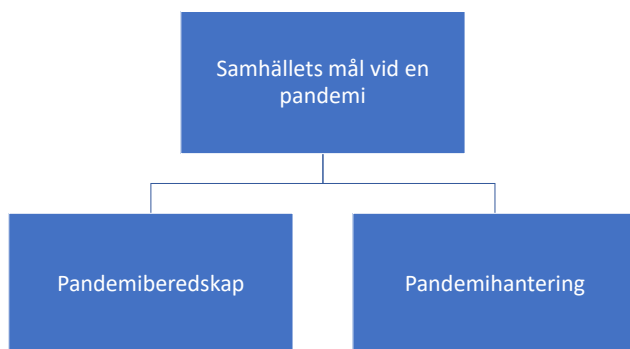 Samhällets mål vid en
pandemi
Pandemiberedskap
Pandemihantering